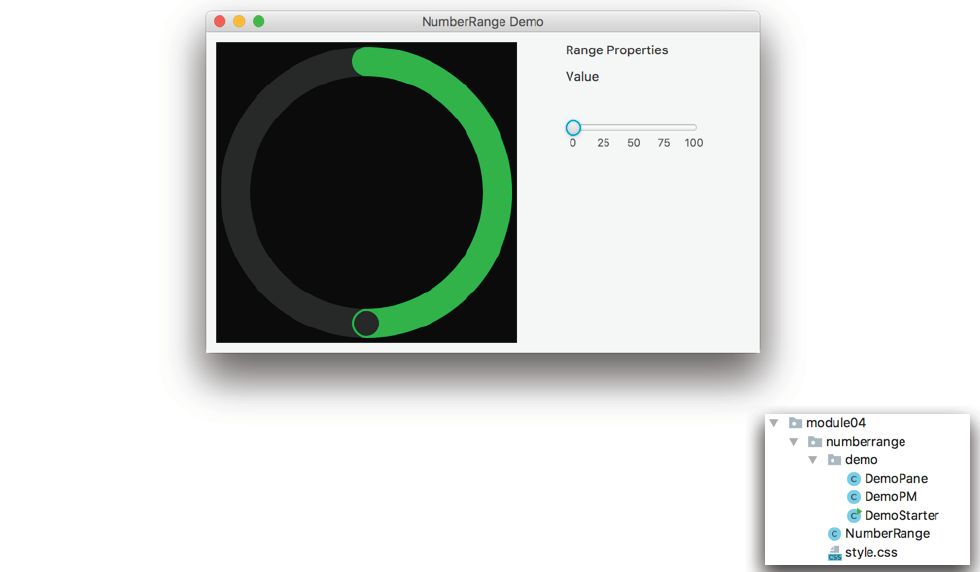 NumberRange Demo
Range Properties
Value
0 25 50 75 100
module04
numberrange
demo
C DemoPane
C DemoPM
C DemoStarter
C NumberRange
CSS style.css